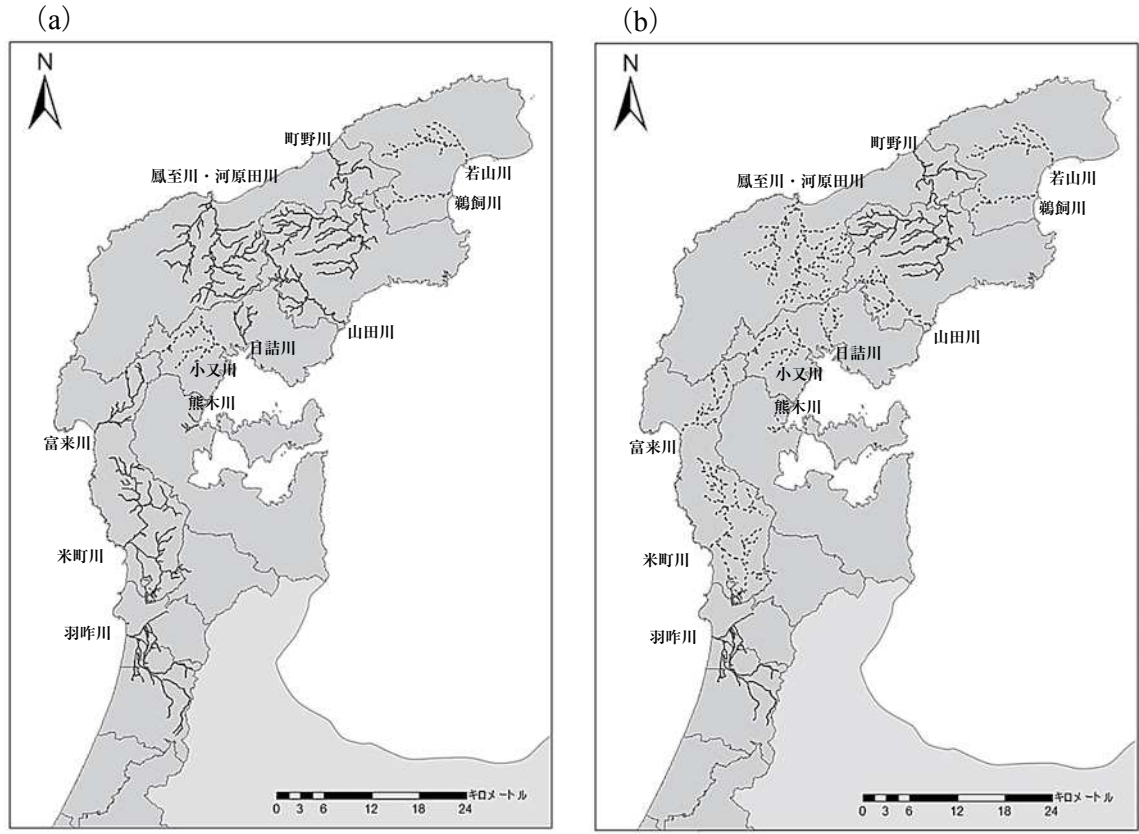 (a)
N
町野川
鳳至川・河原田川
若山川
鵜飼川
山田川
日詰川
小又川
熊木川
富来川
米町川
羽咋川
キロメートル
0 3 6 12 18 24
(b)
N
町野川
鳳至川・河原田川
若山川
鵜飼川
山田川
日詰川
小又川
熊木川
富来川
米町川
羽咋川
キロメートル
0 3 6 12 18 24